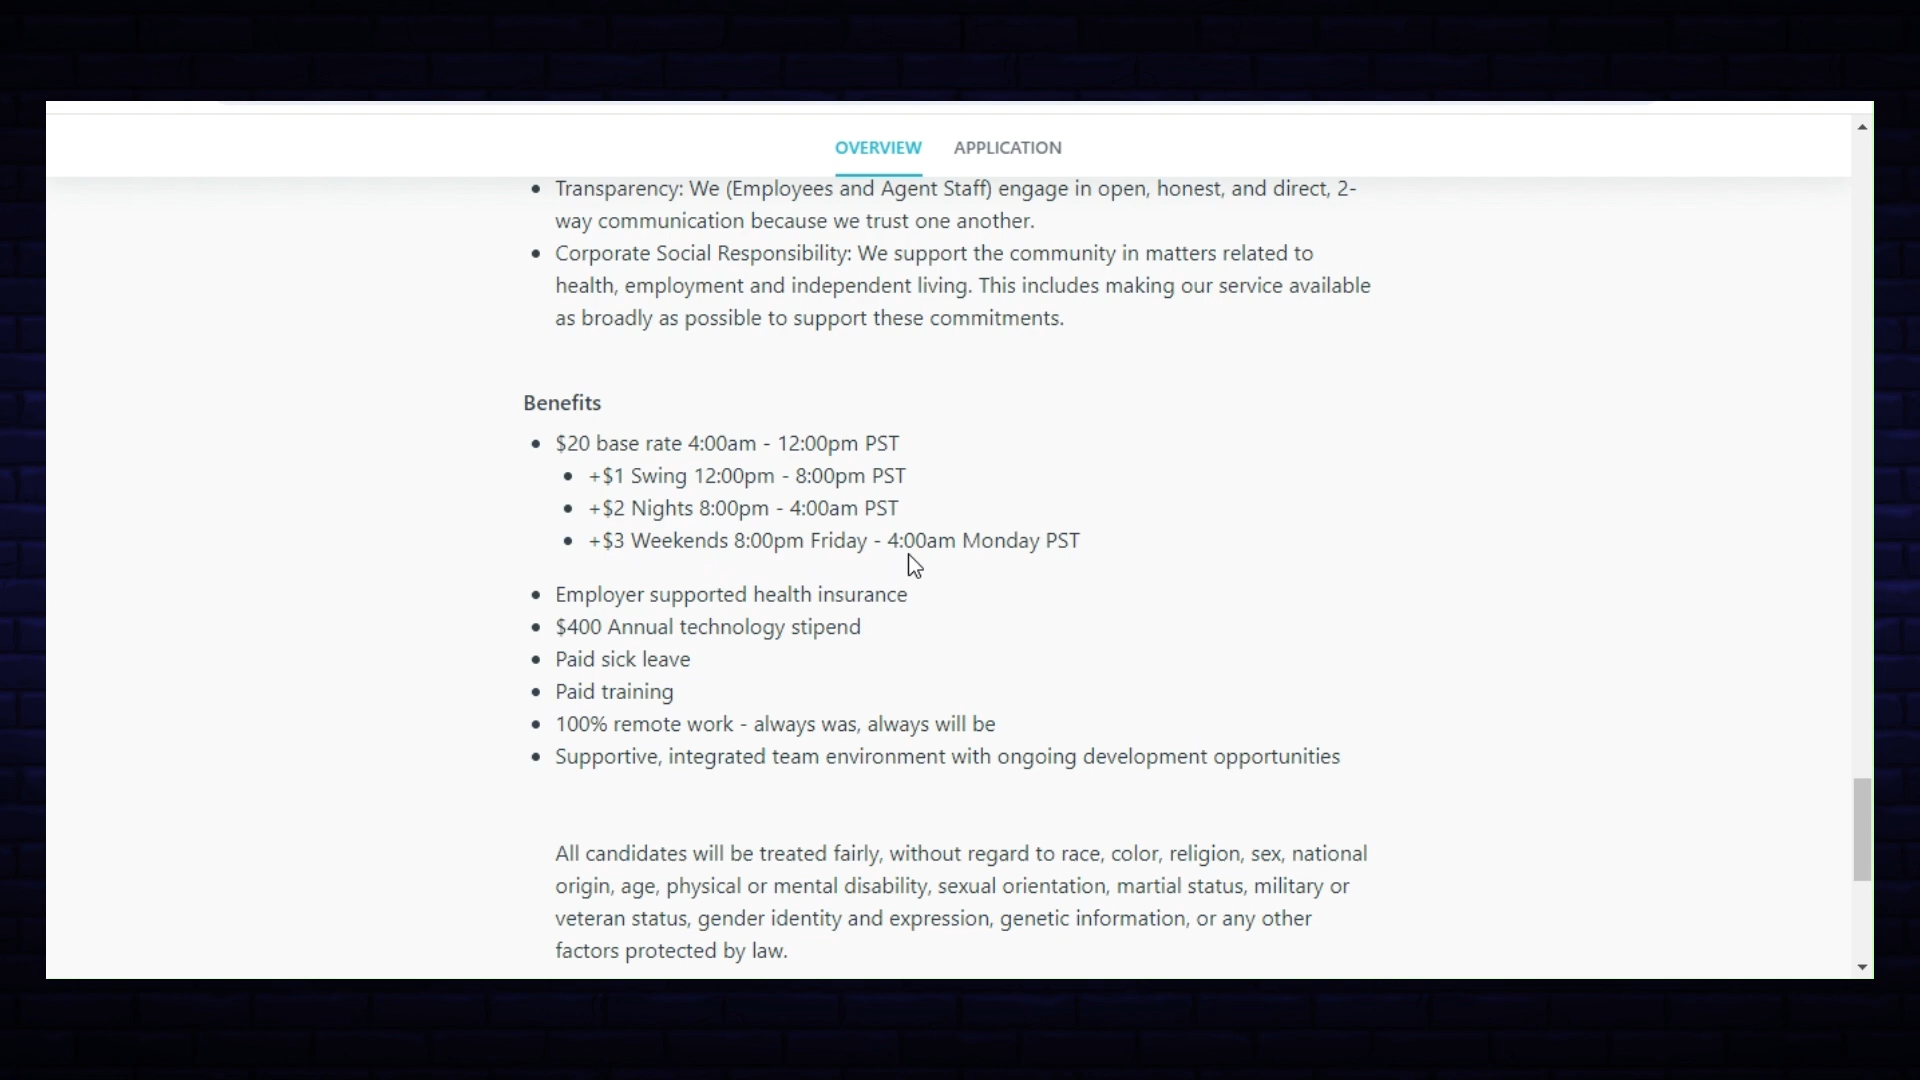 OVERVIEW APPLICATION
• Transparency: We (Employees and Agent Staff) engage in open, honest, and direct, 2-
way communication because we trust one another.
• Corporate Social Responsibility: We support the community in matters related to
health, employment and independent living. This includes making our service available
as broadly as possible to support these commitments.
Benefits
• $20 base rate 4:00am - 12:00pm PST
• +$1 Swing 12:00pm - 8:00pm PST
• +$2 Nights 8:00pm - 4:00am PST
• +$3 Weekends 8:00pm Friday - 4:00am Monday PST
• Employer supported health insurance
• $400 Annual technology stipend
• Paid sick leave
• Paid training
• 100% remote work - always was, always will be
• Supportive, integrated team environment with ongoing development opportunities
All candidates will be treated fairly, without regard to race, color, religion, sex, national
origin, age, physical or mental disability, sexual orientation, martial status, military or
veteran status, gender identity and expression, genetic information, or any other
factors protected by law.